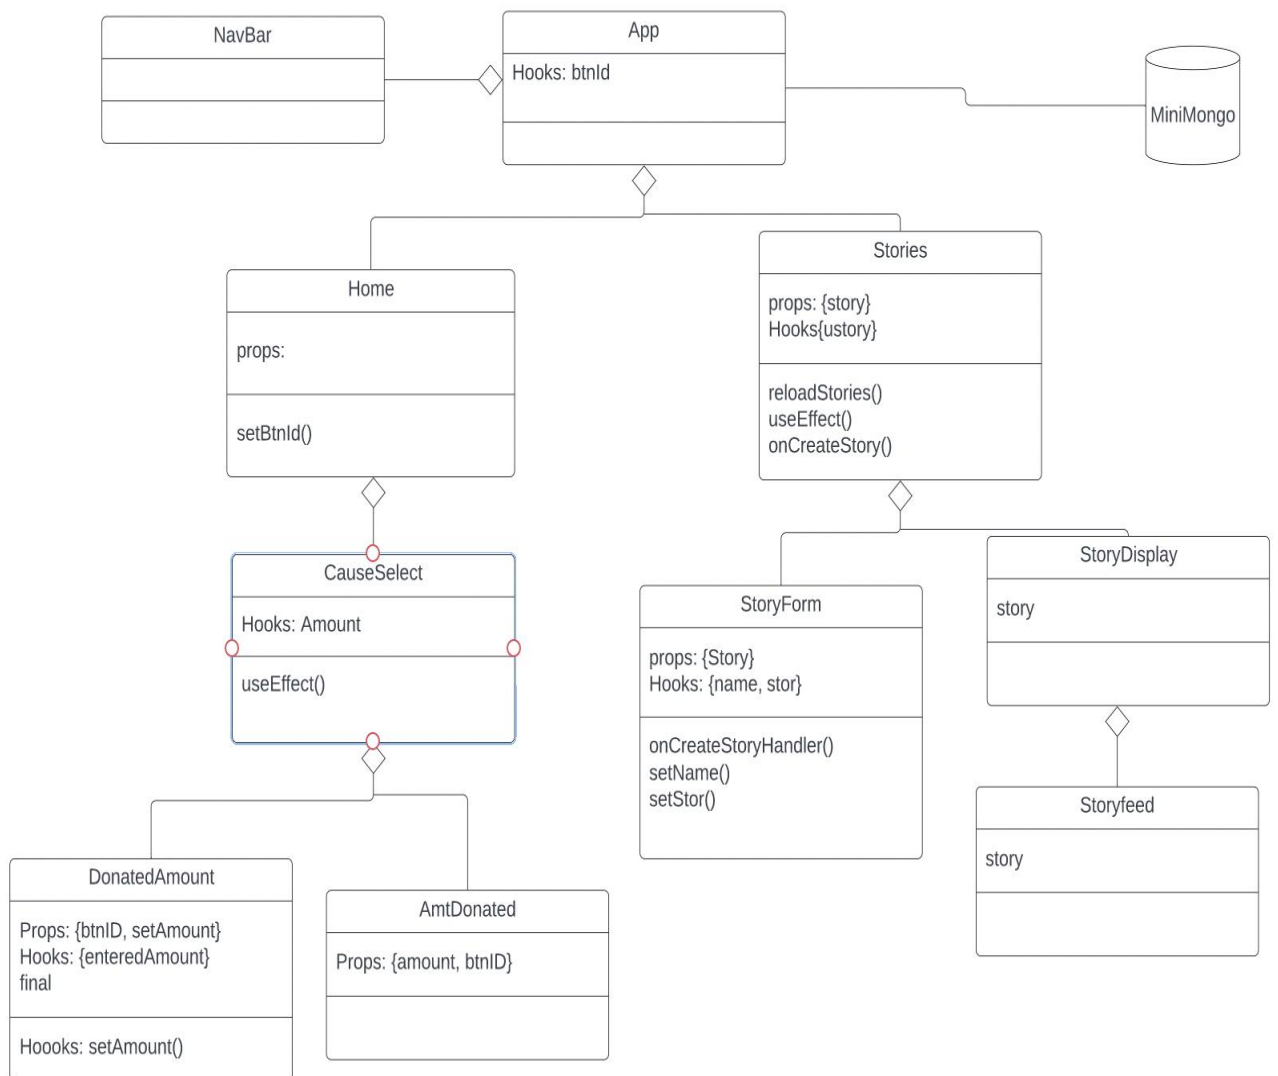 NavBar
App
Hooks: btnId
MiniMongo
Home
props:
setBtnId()
Stories
props: {story}
Hooks{ustory}
reloadStories()
useEffect()
onCreateStory()
CauseSelect
Hooks: Amount
useEffect()
StoryForm
props: {Story}
Hooks: {name, stor}
onCreateStoryHandler()
setName()
setStor()
StoryDisplay
story
Storyfeed
story
DonatedAmount
Props: {btnID, setAmount}
Hooks: {enteredAmount}
final
Hoooks: setAmount()
AmtDonated
Props: {amount, btnID}